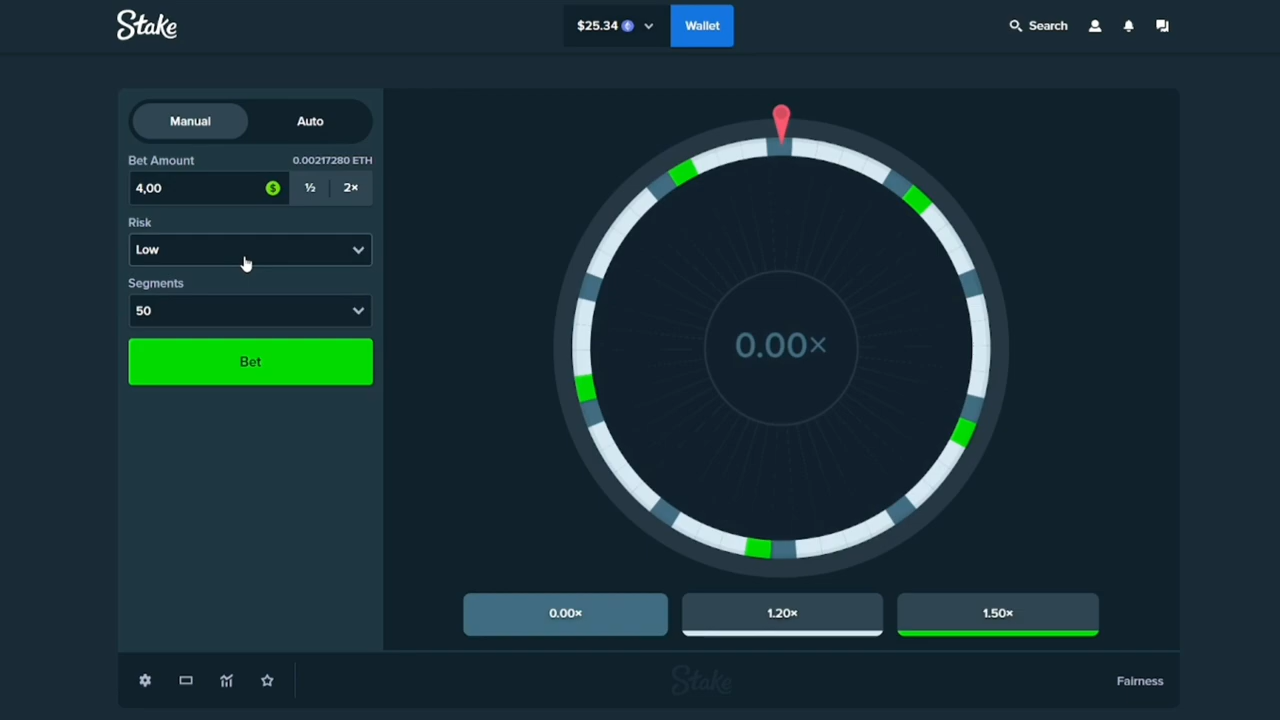 Stake
$25.34
Wallet
Search
Manual
Auto
Bet Amount
0.00217280 ETH
4,00
½
2×
Risk
Low
Segments
50
Bet
0.00×
0.00×
1.20×
1.50×
Stake
Fairness